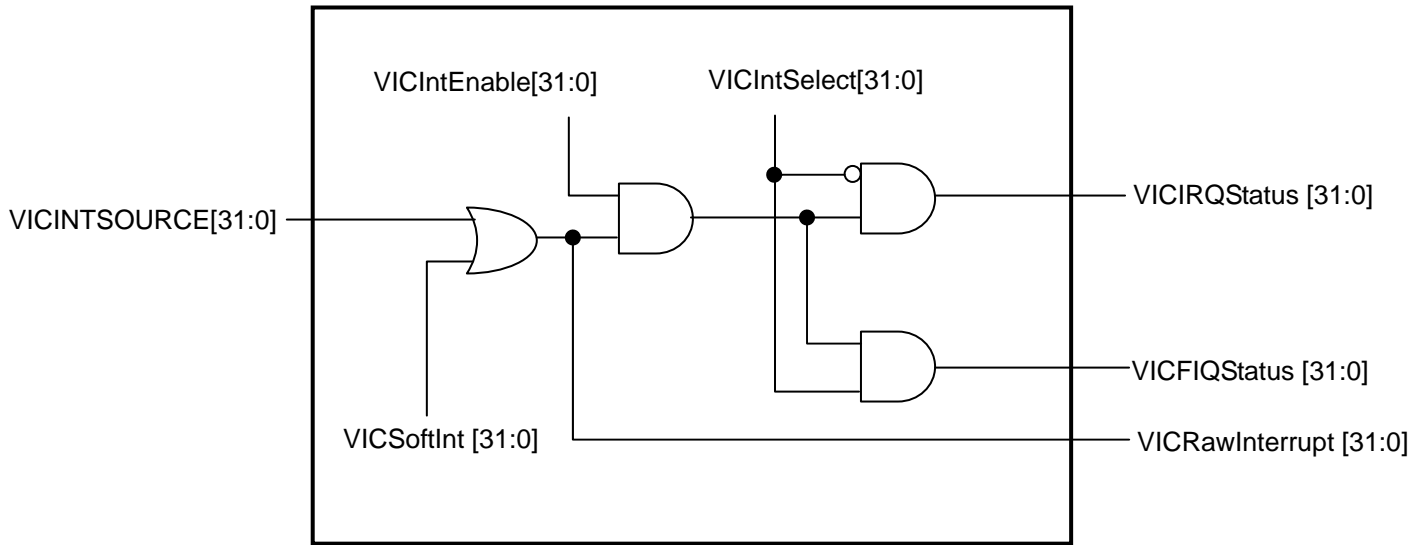 VICIntEnable[31:0]
VICIntSelect[31:0]
VICINTSOURCE[31:0]
VICIRQStatus [31:0]
VICFIQStatus [31:0]
VICSoftInt [31:0]
VICRawInterrupt [31:0]